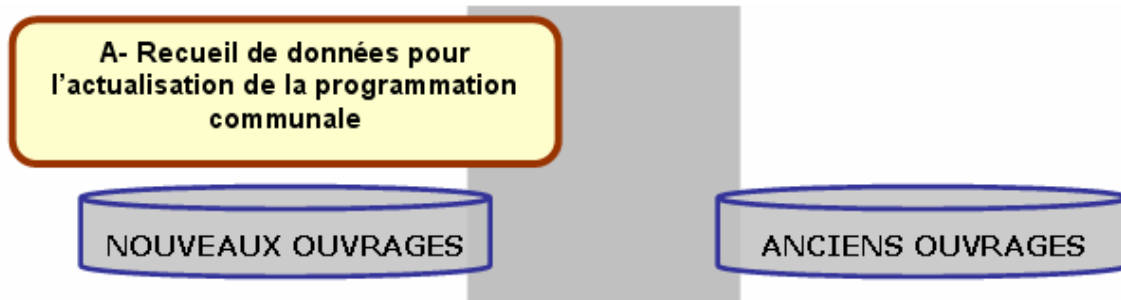 A- Recueil de données pour
l'actualisation de la programmation
communale
NOUVEAUX OUVRAGES
ANCIENS OUVRAGES